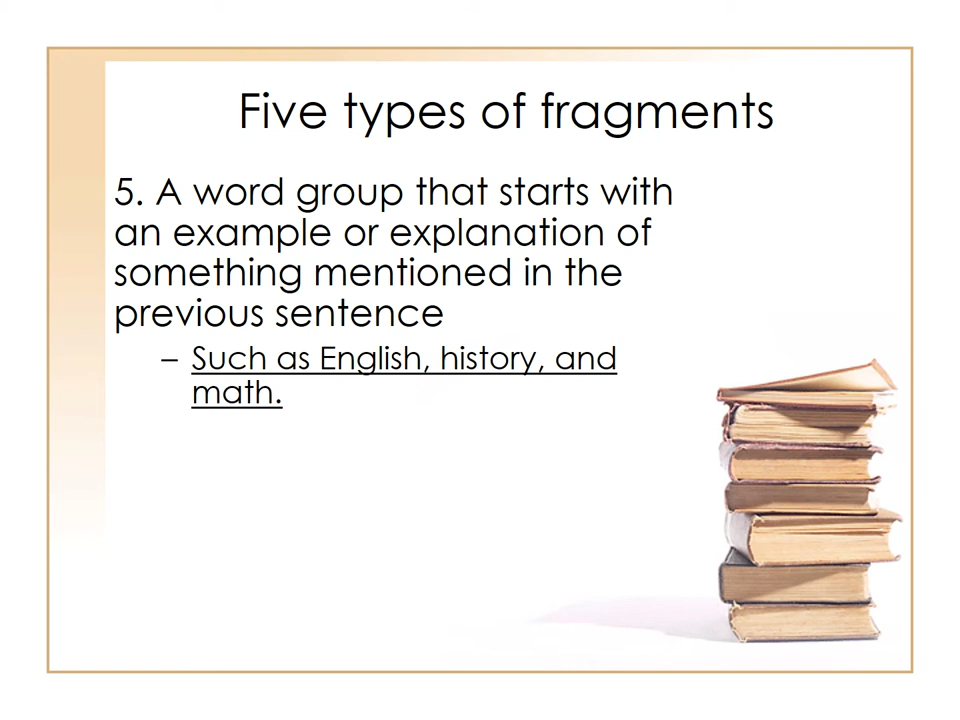 Five types of fragments
5. A word group that starts with
an example or explanation of
something mentioned in the
previous sentence
– Such as English, history, and
math.